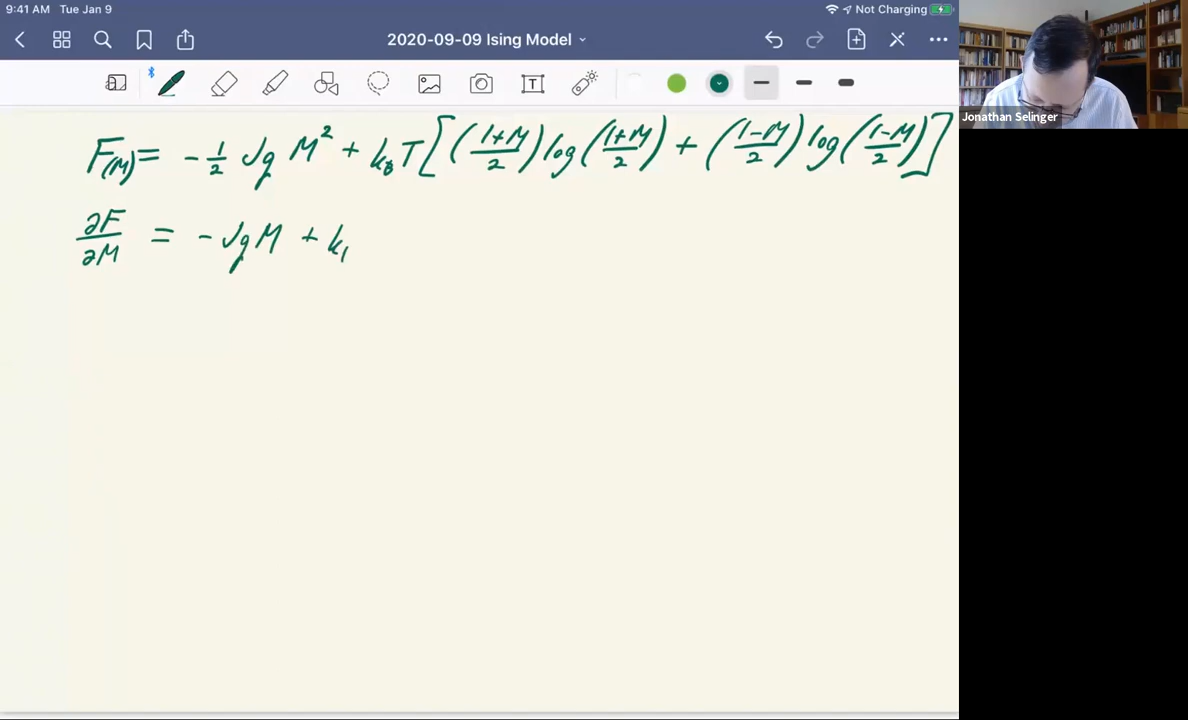 9:41 AM Tue Jan 9
Not Charging
2020-09-09 Ising Model
T
Jonathan Selinger
F(M) = - 1/2 Jq M² + k_B T [ ( (1+M)/2 ) log ( (1+M)/2 ) + ( (1-M)/2 ) log ( (1-M)/2 ) ]
∂F/∂M = - Jq M + k